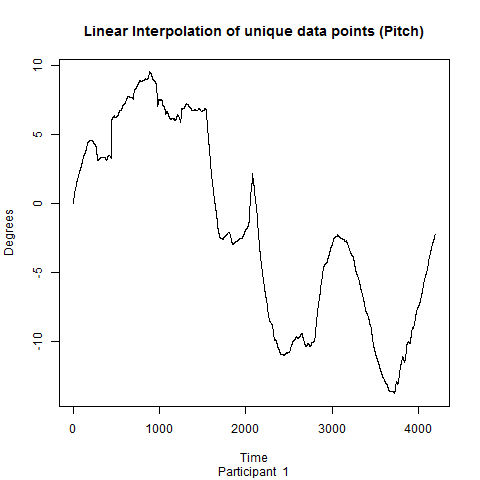 Linear Interpolation of unique data points (Pitch)
Degrees
10
5
0
-5
-10
0 1000 2000 3000 4000
Time
Participant 1